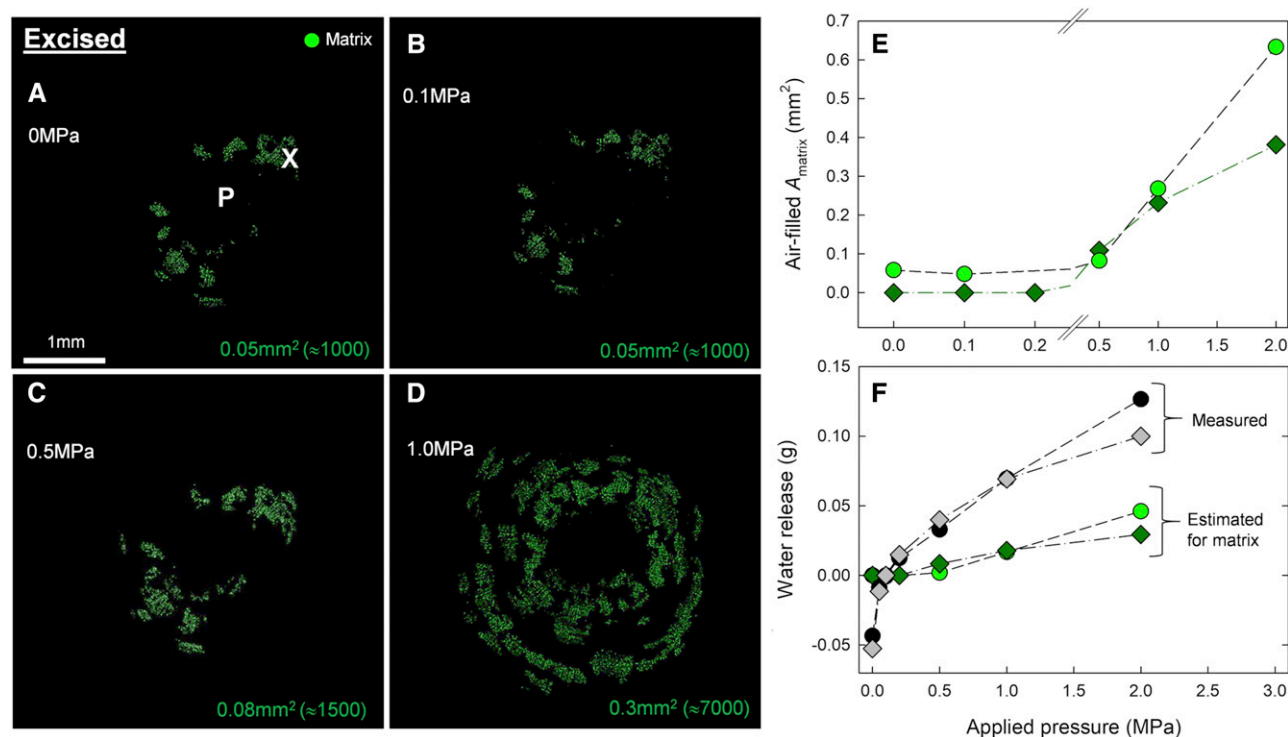 Excised
Matrix
A
0MPa
X
P
1mm
0.05mm² (≈1000)
B
0.1MPa
0.05mm² (≈1000)
C
0.5MPa
0.08mm² (≈1500)
D
1.0MPa
0.3mm² (≈7000)
E
Air-filled Amatrix (mm²)
0.7
0.6
0.5
0.4
0.3
0.2
0.1
0.0
0.0 0.1 0.2 0.5 1.0 2.0
F
Water release (g)
0.15
0.10
0.05
0.00
-0.05
Measured
Estimated
for matrix
0.0 0.5 1.0 1.5 2.0 2.5 3.0
Applied pressure (MPa)